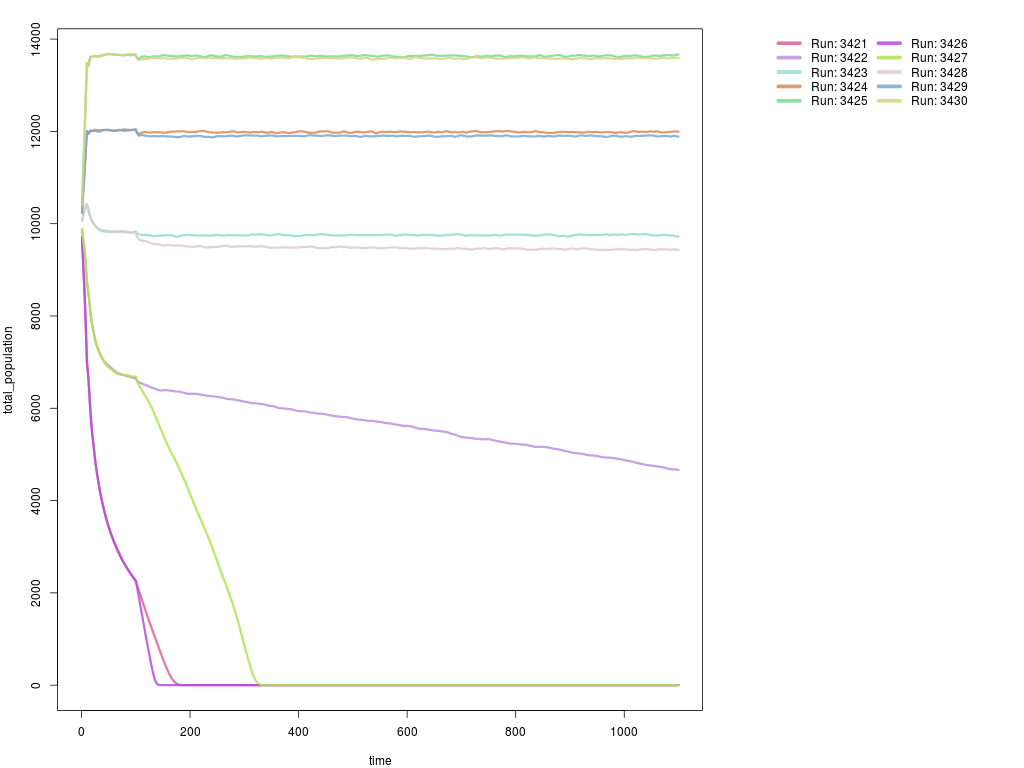 total_population
14000
12000
10000
8000
6000
4000
2000
0
0 200 400 600 800 1000
time
Run: 3421 Run: 3426
Run: 3422 Run: 3427
Run: 3423 Run: 3428
Run: 3424 Run: 3429
Run: 3425 Run: 3430